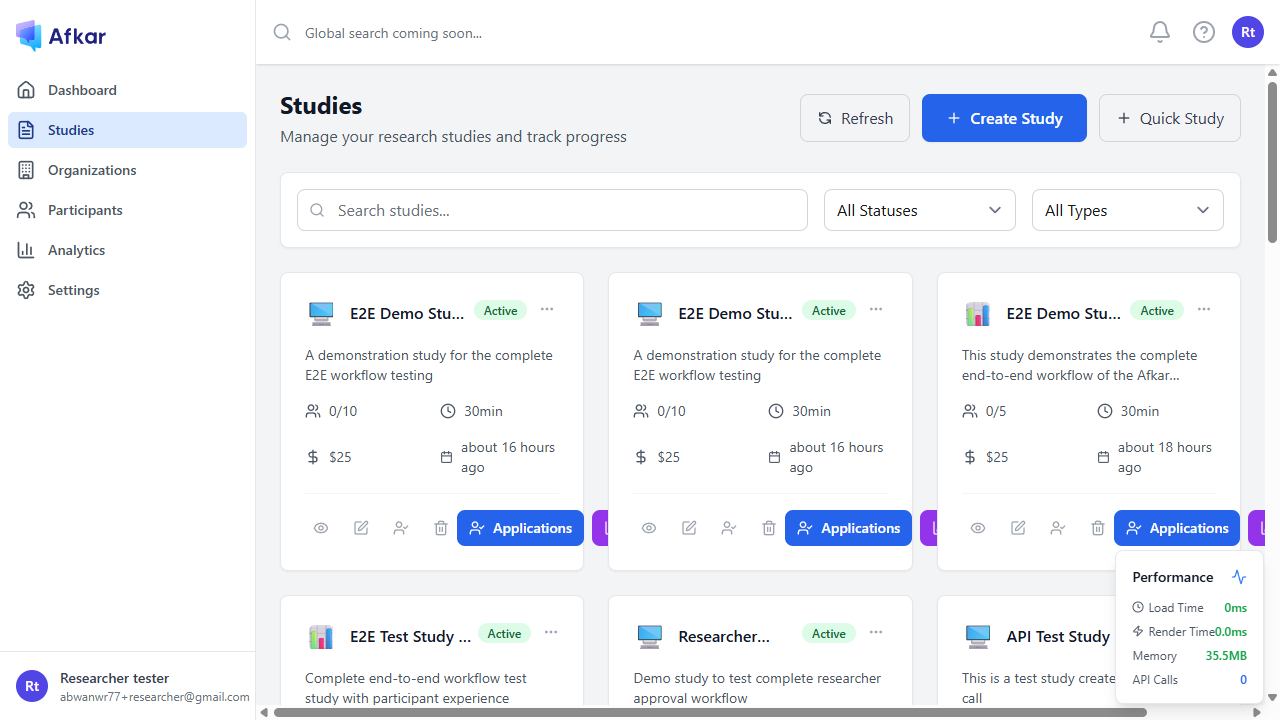 Afkar
Global search coming soon...
Rt
Dashboard
Studies
Organizations
Participants
Analytics
Settings
Studies
Manage your research studies and track progress
Refresh
Create Study
Quick Study
Search studies...
All Statuses
All Types
E2E Demo Stu...
Active
A demonstration study for the complete
E2E workflow testing
0/10
30min
$25
about 16 hours
ago
Applications
E2E Demo Stu...
Active
A demonstration study for the complete
E2E workflow testing
0/10
30min
$25
about 16 hours
ago
Applications
E2E Demo Stu...
Active
This study demonstrates the complete
end-to-end workflow of the Afkar...
0/5
30min
$25
about 18 hours
ago
Applications
E2E Test Study ...
Active
Complete end-to-end workflow test
study with participant experience
Researcher...
Active
Demo study to test complete researcher
approval workflow
API Test Study
This is a test study create
call
Performance
Load Time 0ms
Render Time 0.0ms
Memory 35.5MB
API Calls 0
Rt
Researcher tester
abwanwr77+researcher@gmail.com